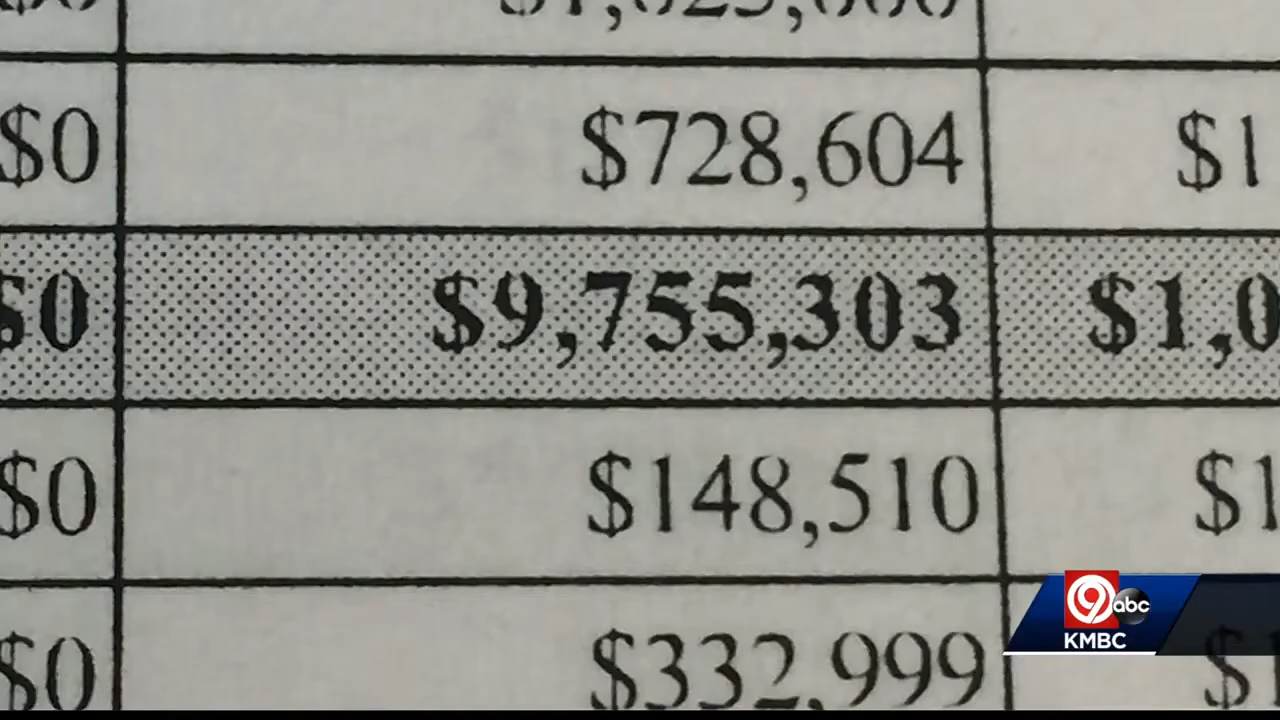 $0 $728,604 $1
$0 $9,755,303 $1,0
$0 $148,510 $1
$0 $332,999 $1
9 abc
KMBC